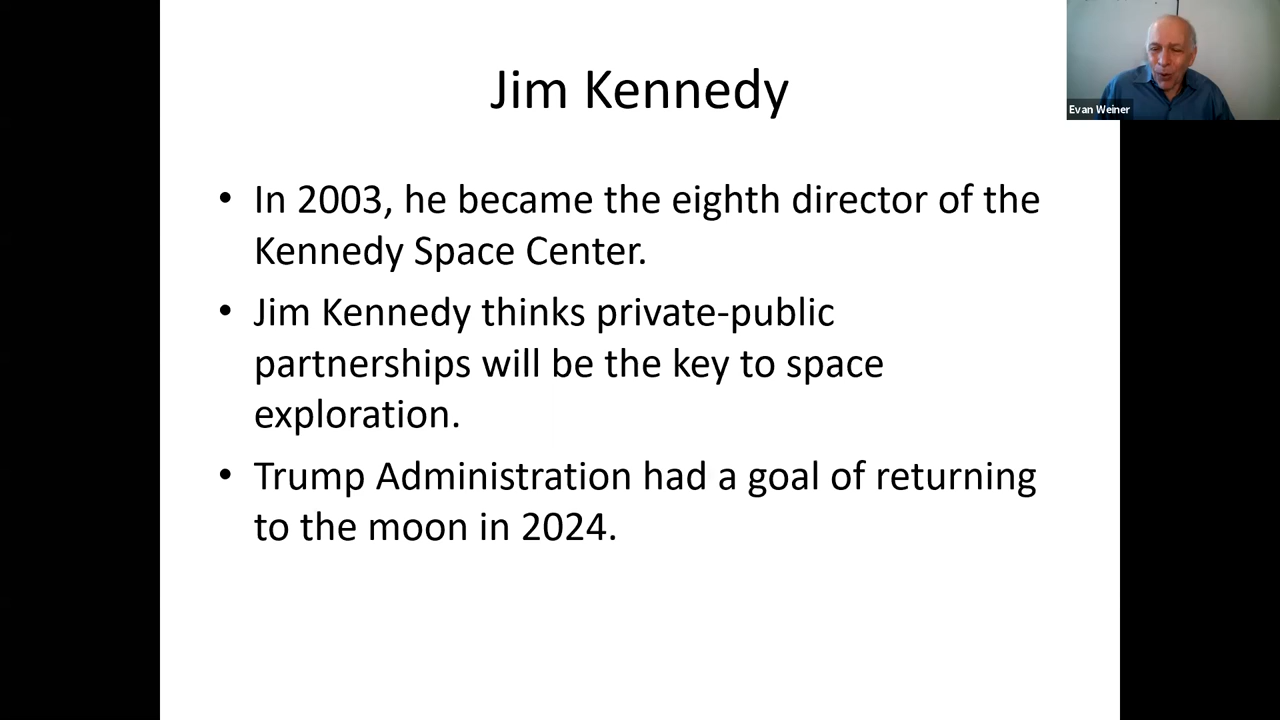 Jim Kennedy
Evan Weiner
• In 2003, he became the eighth director of the
Kennedy Space Center.
• Jim Kennedy thinks private-public
partnerships will be the key to space
exploration.
• Trump Administration had a goal of returning
to the moon in 2024.